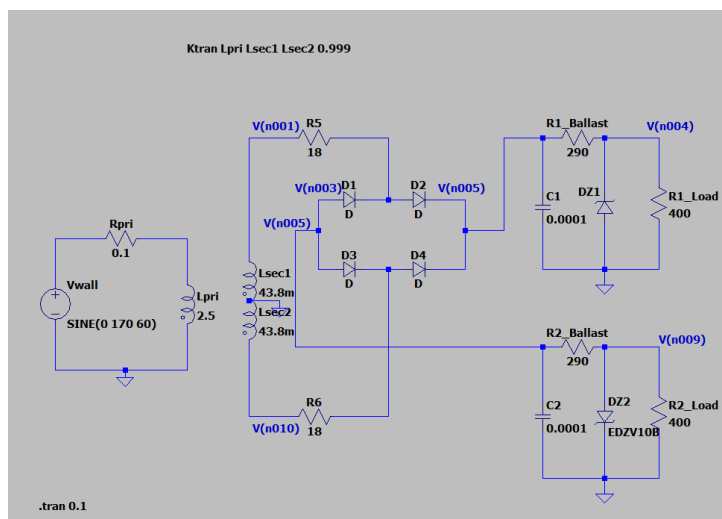 Ktran Lpri Lsec1 Lsec2 0.999
V(n001)
R5
18
R1_Ballast
290
V(n004)
V(n003)
D1
D
D2
D
V(n005)
V(n005)
C1
0.0001
DZ1
R1_Load
400
Rpri
0.1
D3
D
D4
D
Vwall
SINE(0 170 60)
Lpri
2.5
Lsec1
43.8m
Lsec2
43.8m
R2_Ballast
290
V(n009)
R6
18
V(n010)
C2
0.0001
DZ2
EDZV10B
R2_Load
400
.tran 0.1